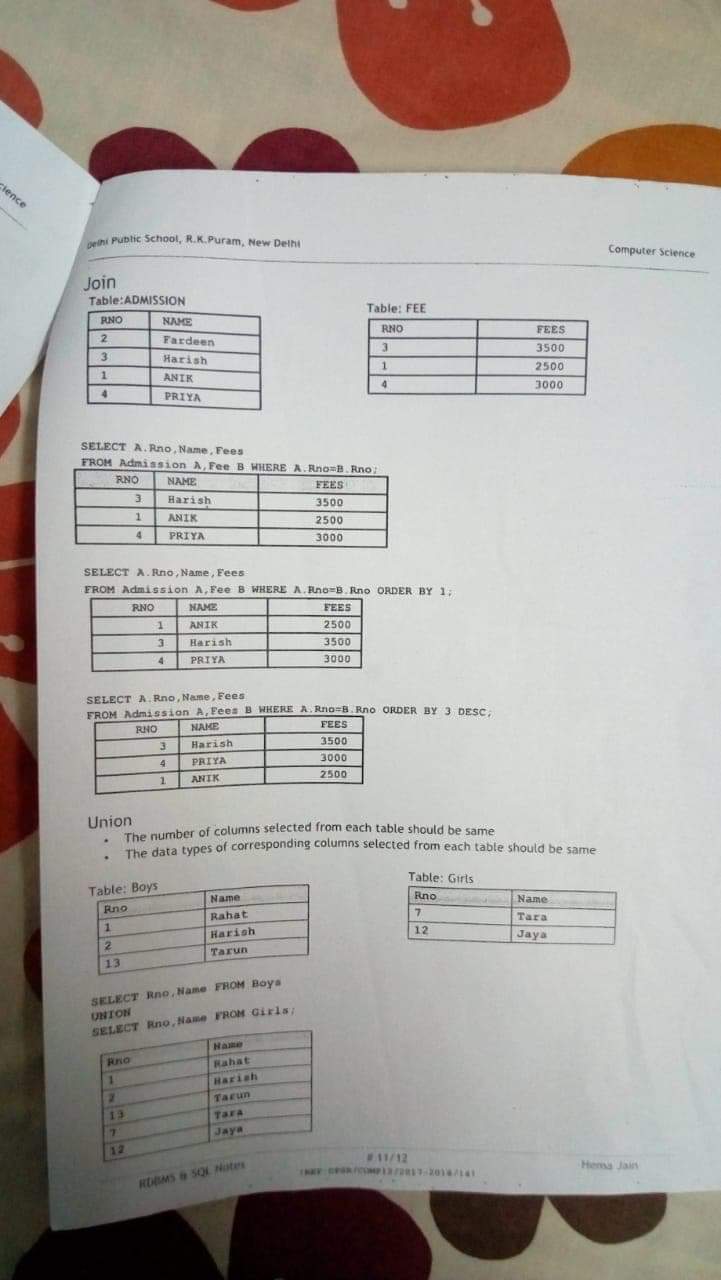 cience
Delhi Public School, R.K.Puram, New Delhi
Computer Science
Join
Table:ADMISSION
RNO NAME
2 Fardeen
3 Harish
1 ANIK
4 PRIYA
Table: FEE
RNO FEES
3 3500
1 2500
4 3000
SELECT A.Rno,Name,Fees
FROM Admission A,Fee B WHERE A.Rno=B.Rno;
RNO NAME FEES
3 Harish 3500
1 ANIK 2500
4 PRIYA 3000
SELECT A.Rno,Name,Fees
FROM Admission A,Fee B WHERE A.Rno=B.Rno ORDER BY 1;
RNO NAME FEES
1 ANIK 2500
3 Harish 3500
4 PRIYA 3000
SELECT A.Rno,Name,Fees
FROM Admission A,Fees B WHERE A.Rno=B.Rno ORDER BY 3 DESC;
RNO NAME FEES
3 Harish 3500
4 PRIYA 3000
1 ANIK 2500
Union
• The number of columns selected from each table should be same
• The data types of corresponding columns selected from each table should be same
Table: Boys
Rno Name
1 Rahat
2 Harish
13 Tarun
Table: Girls
Rno Name
7 Tara
12 Jaya
SELECT Rno,Name FROM Boys
UNION
SELECT Rno,Name FROM Girls;
Rno Name
1 Rahat
2 Harish
13 Tarun
7 Tara
12 Jaya
RDBMS & SQL Notes
# 11/12
Hema Jain